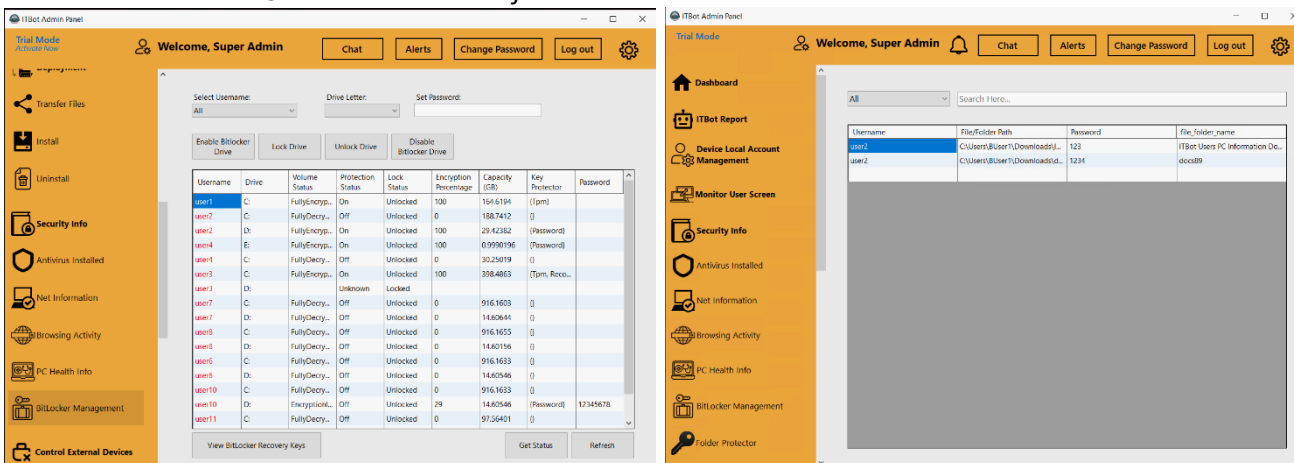 ITBot Admin Panel
Trial Mode
Activate Now
Welcome, Super Admin
Chat
Alerts
Change Password
Log out
Transfer Files
Install
Uninstall
Security Info
Antivirus Installed
Net Information
Browsing Activity
PC Health Info
BitLocker Management
Control External Devices
Select Username: Drive Letter: Set Password:
All
Enable Bitlocker Drive
Lock Drive
Unlock Drive
Disable Bitlocker Drive
Username Drive Volume Status Protection Status Lock Status Encryption Percentage Capacity (GB) Key Protector Password
user1 C: FullyEncryp... On Unlocked 100 164.6194 {Tpm}
user2 C: FullyDecry... Off Unlocked 0 188.7412 {}
user2 D: FullyEncryp... On Unlocked 100 29.42382 {Password}
user4 E: FullyEncryp... On Unlocked 100 0.9990196 {Password}
user4 C: FullyDecry... Off Unlocked 0 30.25019 {}
user3 C: FullyEncryp... On Unlocked 100 398.4863 {Tpm, Reco...
user3 D: Unknown Locked
user7 C: FullyDecry... Off Unlocked 0 916.1603 {}
user7 D: FullyDecry... Off Unlocked 0 14.60644 {}
user8 C: FullyDecry... Off Unlocked 0 916.1655 {}
user8 D: FullyDecry... Off Unlocked 0 14.60156 {}
user6 C: FullyDecry... Off Unlocked 0 916.1633 {}
user6 D: FullyDecry... Off Unlocked 0 14.60546 {}
user10 C: FullyDecry... Off Unlocked 0 916.1633 {}
user10 D: EncryptionI... Off Unlocked 29 14.60546 {Password} 12345678
user11 C: FullyDecry... Off Unlocked 0 97.56401 {}
View BitLocker Recovery Keys
Get Status
Refresh
ITBot Admin Panel
Trial Mode
Welcome, Super Admin
Chat
Alerts
Change Password
Log out
Dashboard
ITBot Report
Device Local Account
Management
Monitor User Screen
Security Info
Antivirus Installed
Net Information
Browsing Activity
PC Health Info
BitLocker Management
Folder Protector
All
Search Here...
Username File/Folder Path Password file_folder_name
user2 C:\Users\BUser1\Downloads\I... 123 ITBot Users PC Information Do...
user2 C:\Users\BUser1\Downloads\d... 1234 docs89